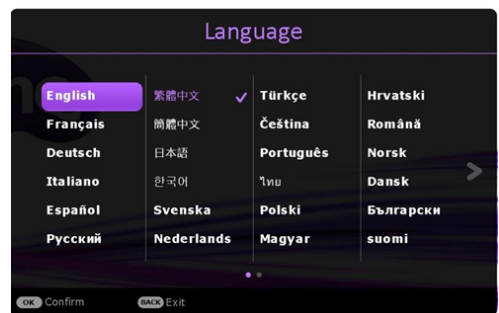 Language
English
Français
Deutsch
Italiano
Español
Русский
繁體中文
簡體中文
日本語
한국어
Svenska
Nederlands
Türkçe
Čeština
Português
ไทย
Polski
Magyar
Hrvatski
Română
Norsk
Dansk
Български
suomi
OK Confirm
BACK Exit